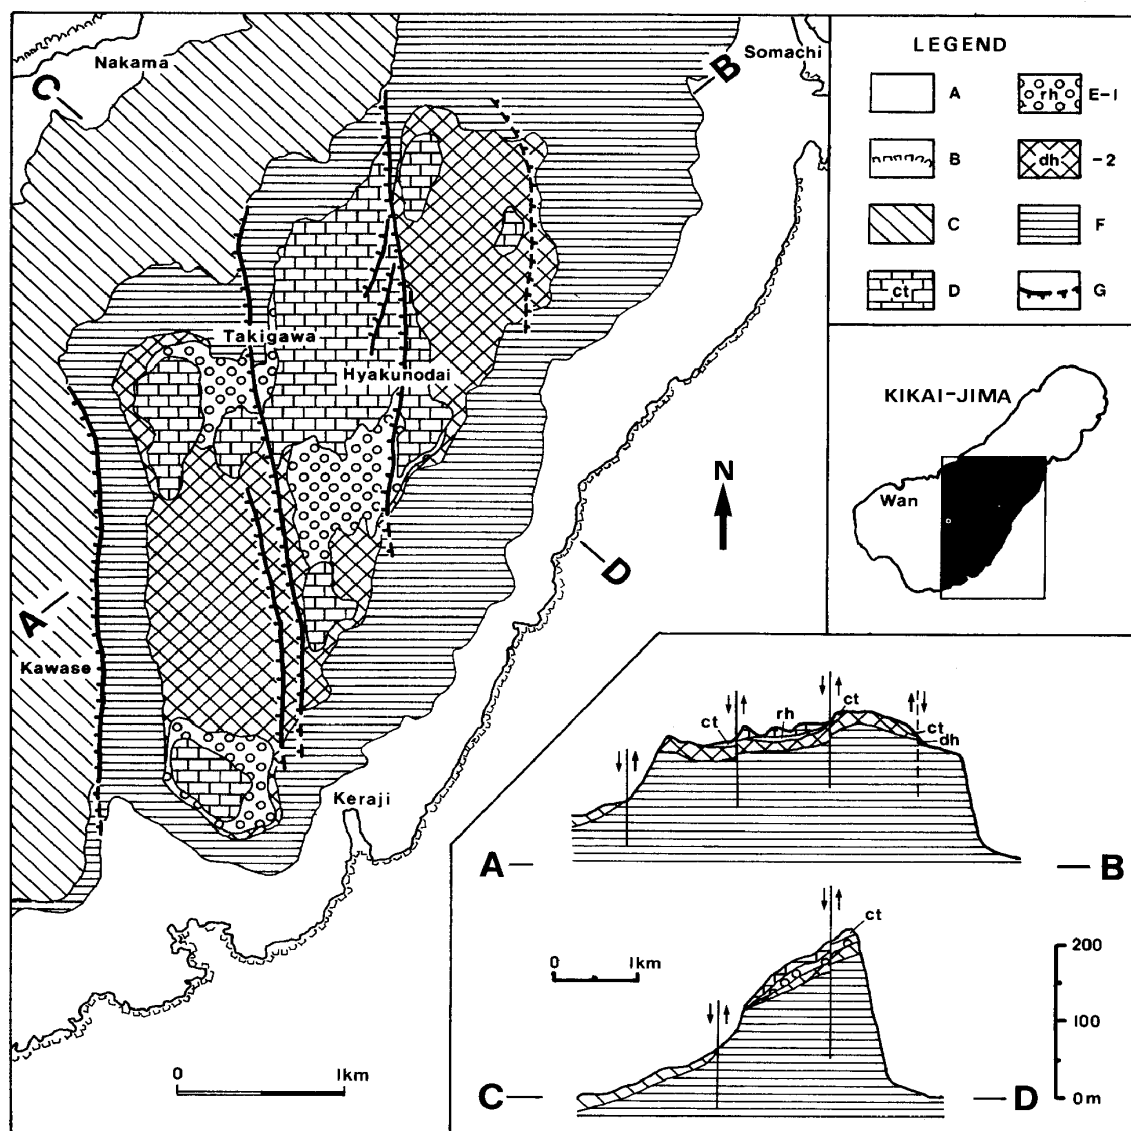 Nakama
C
B
Somachi
Takigawa
Hyakunodai
N
D
A
Kawase
Keraji
0 1km
LEGEND
A
B
C
ct D
rh E-1
dh -2
F
G
KIKAI-JIMA
Wan
ct
rh
ct
ct
dh
A
B
ct
0 1km
200
100
0m
C
D